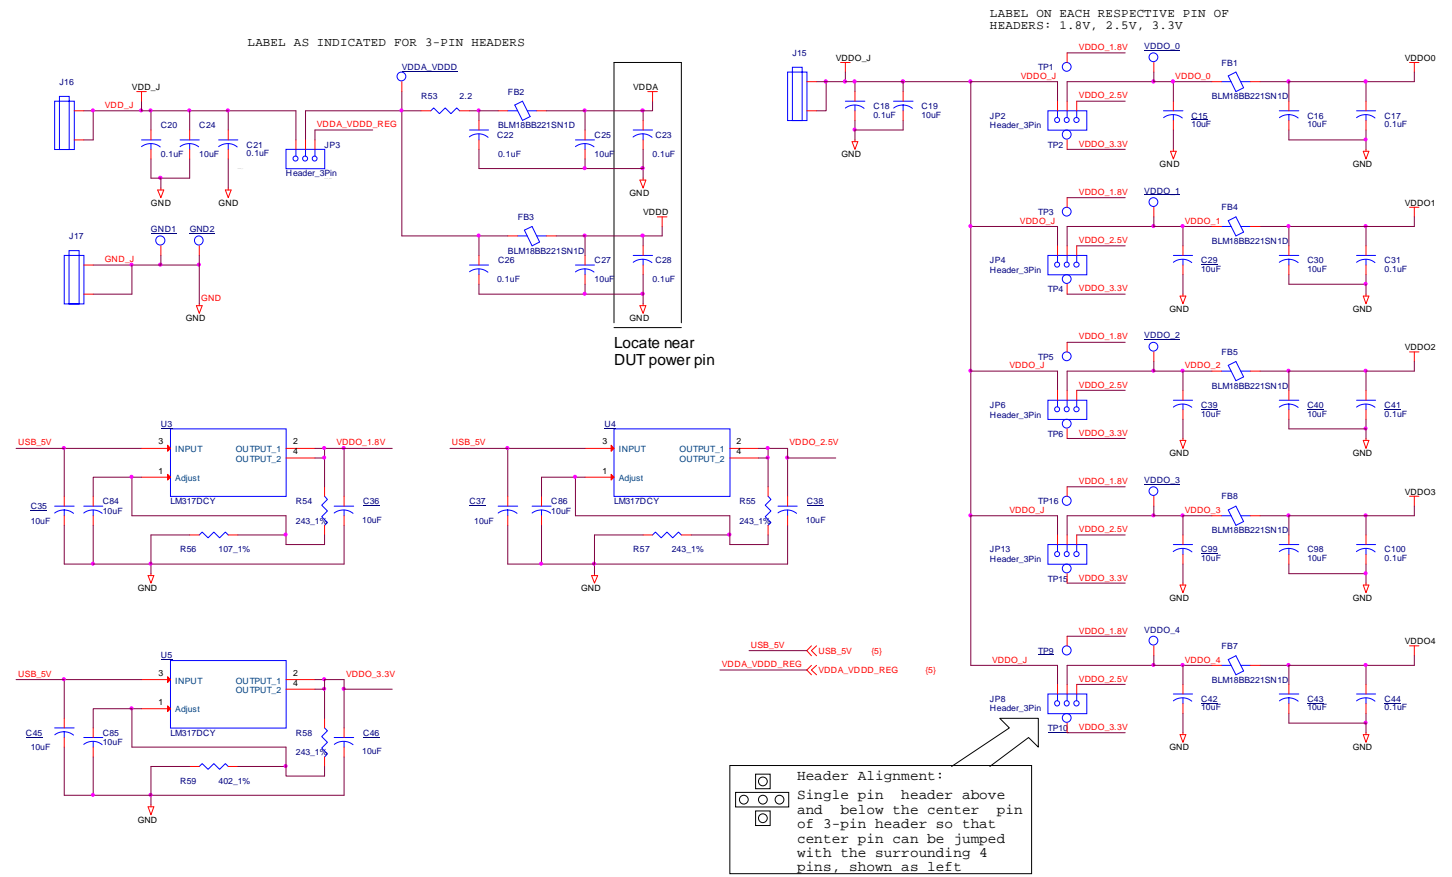 LABEL AS INDICATED FOR 3-PIN HEADERS
J16
VDD_J
VDD_J
C20
0.1uF
C24
10uF
C21
0.1uF
GND
GND
VDDA_VDDD_REG
JP3
Header_3Pin
VDDA_VDDD
R53
2.2
FB2
BLM18BB221SN1D
C22
0.1uF
C25
10uF
VDDA
C23
0.1uF
GND
FB3
BLM18BB221SN1D
C26
0.1uF
C27
10uF
VDDD
C28
0.1uF
GND
Locate near
DUT power pin
J17
GND_J
GND1
GND2
GND
GND
USB_5V
U3
3
INPUT
1
Adjust
OUTPUT_1
OUTPUT_2
2
4
LM317DCY
VDDO_1.8V
C35
10uF
C84
10uF
R54
243_1%
C36
10uF
R56
107_1%
GND
USB_5V
U4
3
INPUT
1
Adjust
OUTPUT_1
OUTPUT_2
2
4
LM317DCY
VDDO_2.5V
C37
10uF
C86
10uF
R55
243_1%
C38
10uF
R57
243_1%
GND
USB_5V
U5
3
INPUT
1
Adjust
OUTPUT_1
OUTPUT_2
2
4
LM317DCY
VDDO_3.3V
C45
10uF
C85
10uF
R58
243_1%
C46
10uF
R59
402_1%
GND
USB_5V
USB_5V (5)
VDDA_VDDD_REG
VDDA_VDDD_REG (5)
LABEL ON EACH RESPECTIVE PIN OF
HEADERS: 1.8V, 2.5V, 3.3V
J15
VDDO_J
C18
0.1uF
C19
10uF
GND
VDDO_J
TP1
VDDO_1.8V
VDDO_0
VDDO_0
VDDO_2.5V
JP2
Header_3Pin
TP2
VDDO_3.3V
C15
10uF
GND
FB1
BLM18BB221SN1D
C16
10uF
VDDO0
C17
0.1uF
GND
VDDO_J
TP3
VDDO_1.8V
VDDO_1
VDDO_1
VDDO_2.5V
JP4
Header_3Pin
TP4
VDDO_3.3V
C29
10uF
GND
FB4
BLM18BB221SN1D
C30
10uF
VDDO1
C31
0.1uF
GND
VDDO_J
TP5
VDDO_1.8V
VDDO_2
VDDO_2
VDDO_2.5V
JP6
Header_3Pin
TP6
VDDO_3.3V
C39
10uF
GND
FB5
BLM18BB221SN1D
C40
10uF
VDDO2
C41
0.1uF
GND
VDDO_J
TP16
VDDO_1.8V
VDDO_3
VDDO_3
VDDO_2.5V
JP13
Header_3Pin
TP15
VDDO_3.3V
C99
10uF
GND
FB8
BLM18BB221SN1D
C98
10uF
VDDO3
C100
0.1uF
GND
VDDO_J
TP9
VDDO_1.8V
VDDO_4
VDDO_4
VDDO_2.5V
JP8
Header_3Pin
TP10
VDDO_3.3V
C42
10uF
GND
FB7
BLM18BB221SN1D
C43
10uF
VDDO4
C44
0.1uF
GND
Header Alignment:
Single pin header above
and below the center pin
of 3-pin header so that
center pin can be jumped
with the surrounding 4
pins, shown as left